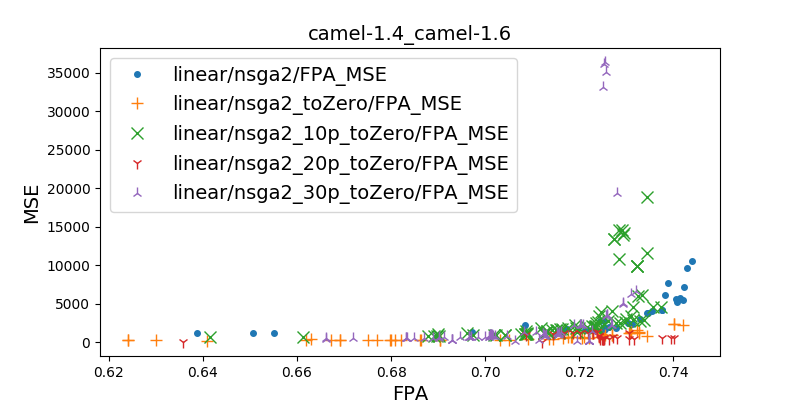 camel-1.4_camel-1.6
linear/nsga2/FPA_MSE
linear/nsga2_toZero/FPA_MSE
linear/nsga2_10p_toZero/FPA_MSE
linear/nsga2_20p_toZero/FPA_MSE
linear/nsga2_30p_toZero/FPA_MSE
MSE
35000
30000
25000
20000
15000
10000
5000
0
0.62 0.64 0.66 0.68 0.70 0.72 0.74
FPA